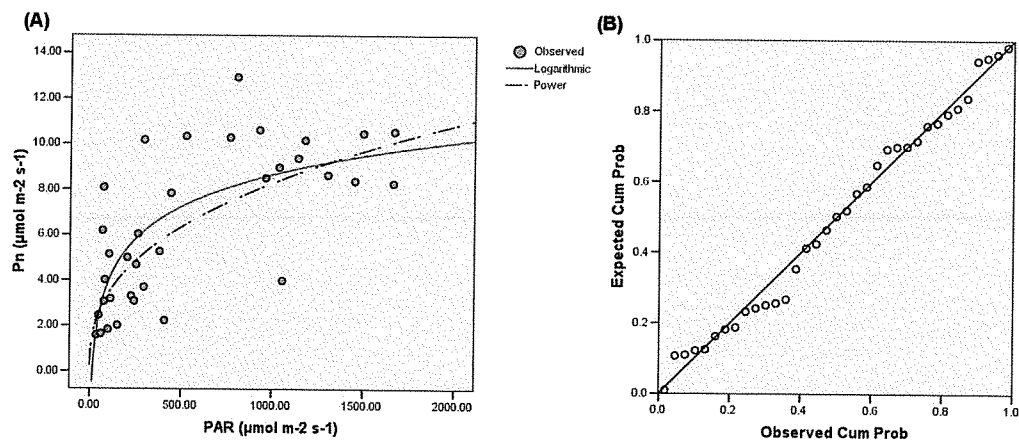 (A)
14.00
12.00
10.00
8.00
6.00
4.00
2.00
0.00
Pn (µmol m-2 s-1)
0.00 500.00 1000.00 1500.00 2000.00
PAR (µmol m-2 s-1)
Observed
Logarithmic
Power
(B)
1.0
0.8
0.6
0.4
0.2
0.0
Expected Cum Prob
0.0 0.2 0.4 0.6 0.8 1.0
Observed Cum Prob